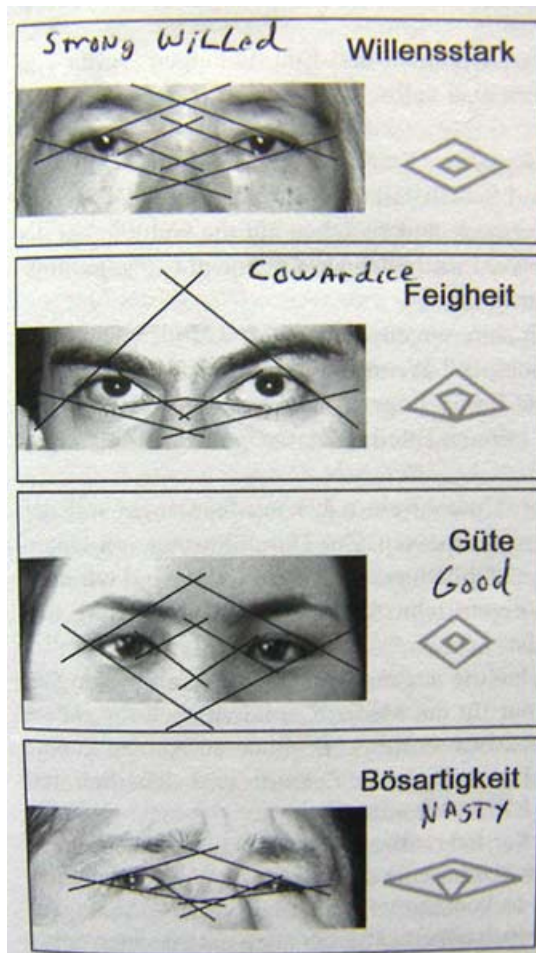 Strong Willed
Willensstark
Cowardice
Feigheit
Güte
Good
Bösartigkeit
NASTY